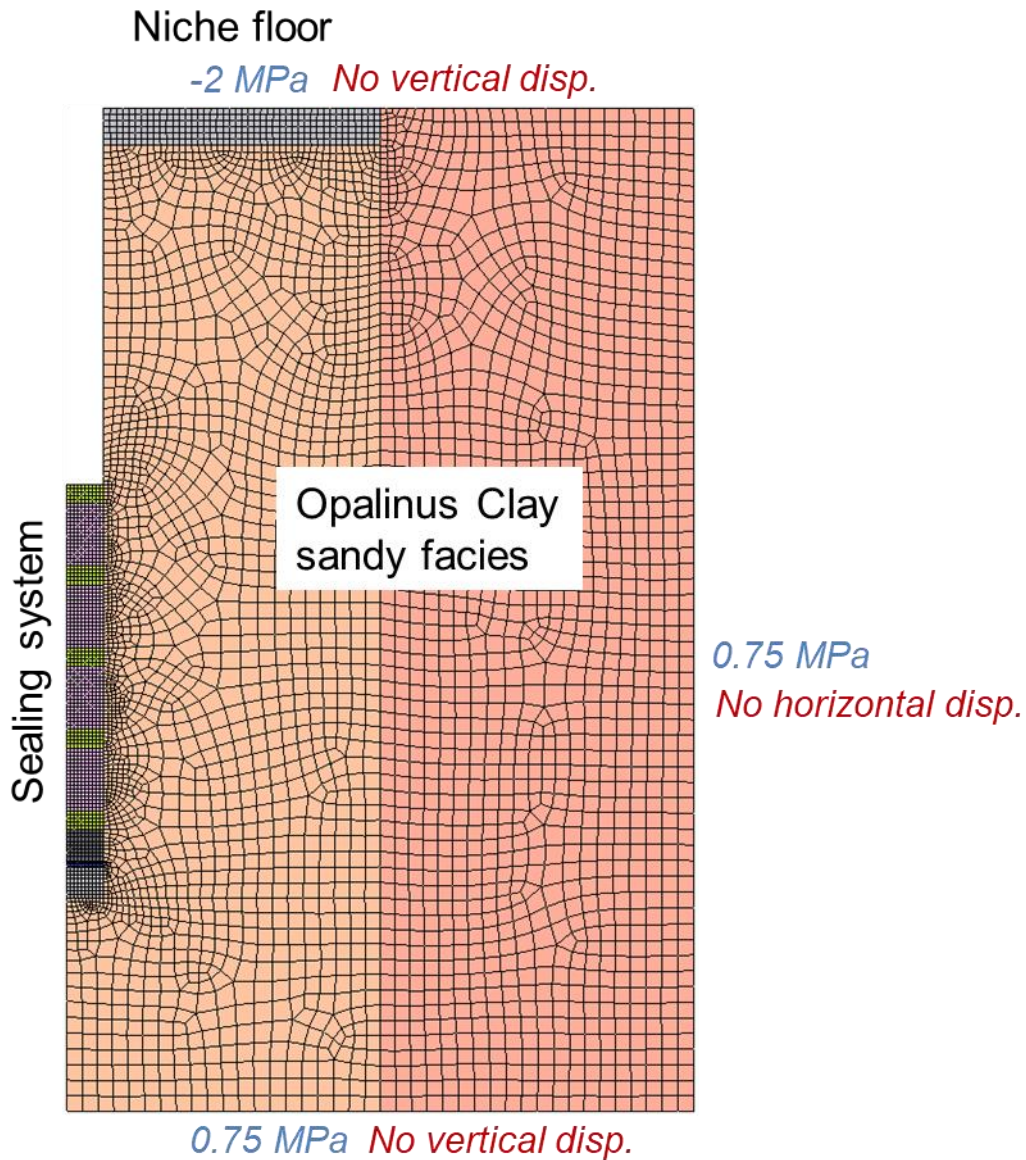 Niche floor
-2 MPa No vertical disp.
Opalinus Clay
sandy facies
Sealing system
0.75 MPa
No horizontal disp.
0.75 MPa No vertical disp.